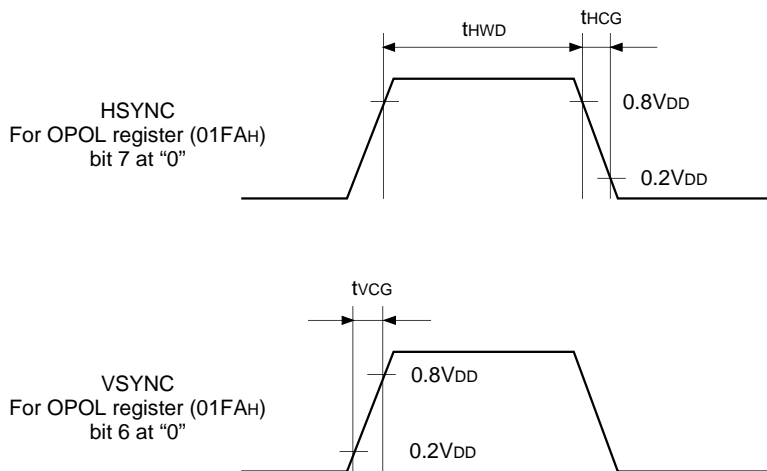 tHWD
tHCG
HSYNC
For OPOL register (01FAH)
bit 7 at “0”
0.8VDD
0.2VDD
tVCG
VSYNC
For OPOL register (01FAH)
bit 6 at “0”
0.8VDD
0.2VDD